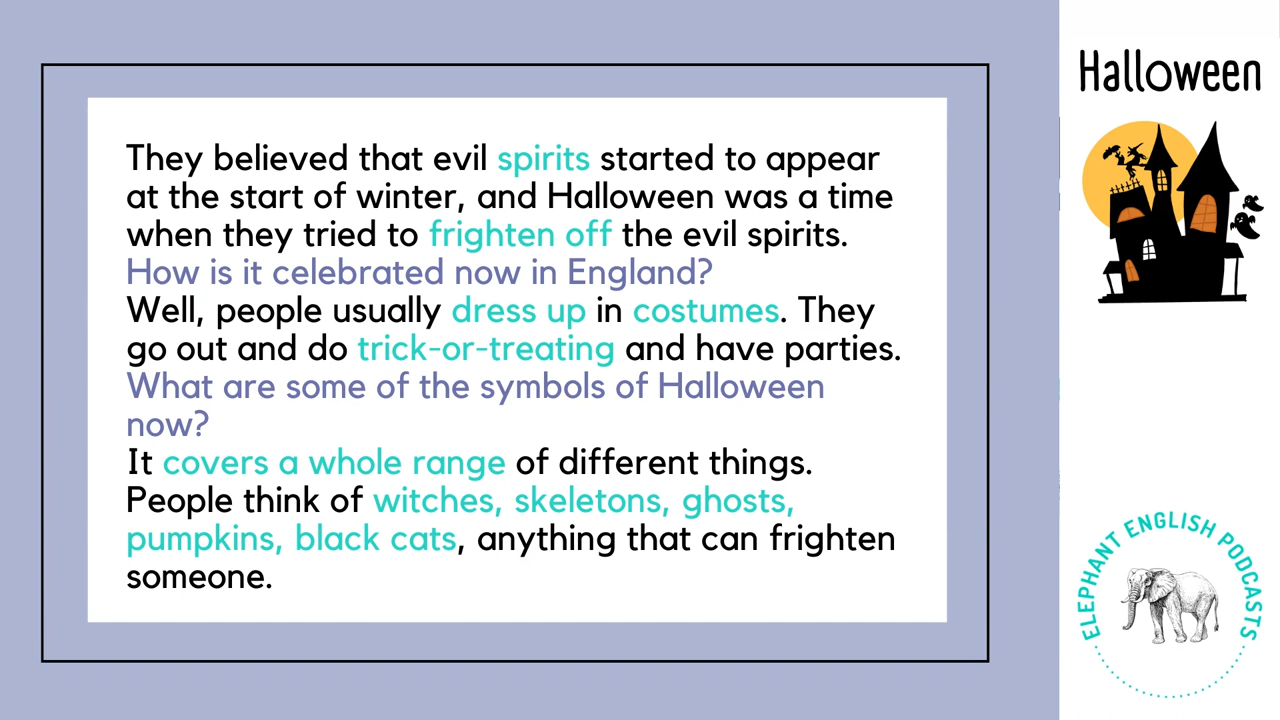 They believed that evil spirits started to appear
at the start of winter, and Halloween was a time
when they tried to frighten off the evil spirits.
How is it celebrated now in England?
Well, people usually dress up in costumes. They
go out and do trick-or-treating and have parties.
What are some of the symbols of Halloween
now?
It covers a whole range of different things.
People think of witches, skeletons, ghosts,
pumpkins, black cats, anything that can frighten
someone.
Halloween
ELEPHANT ENGLISH PODCASTS